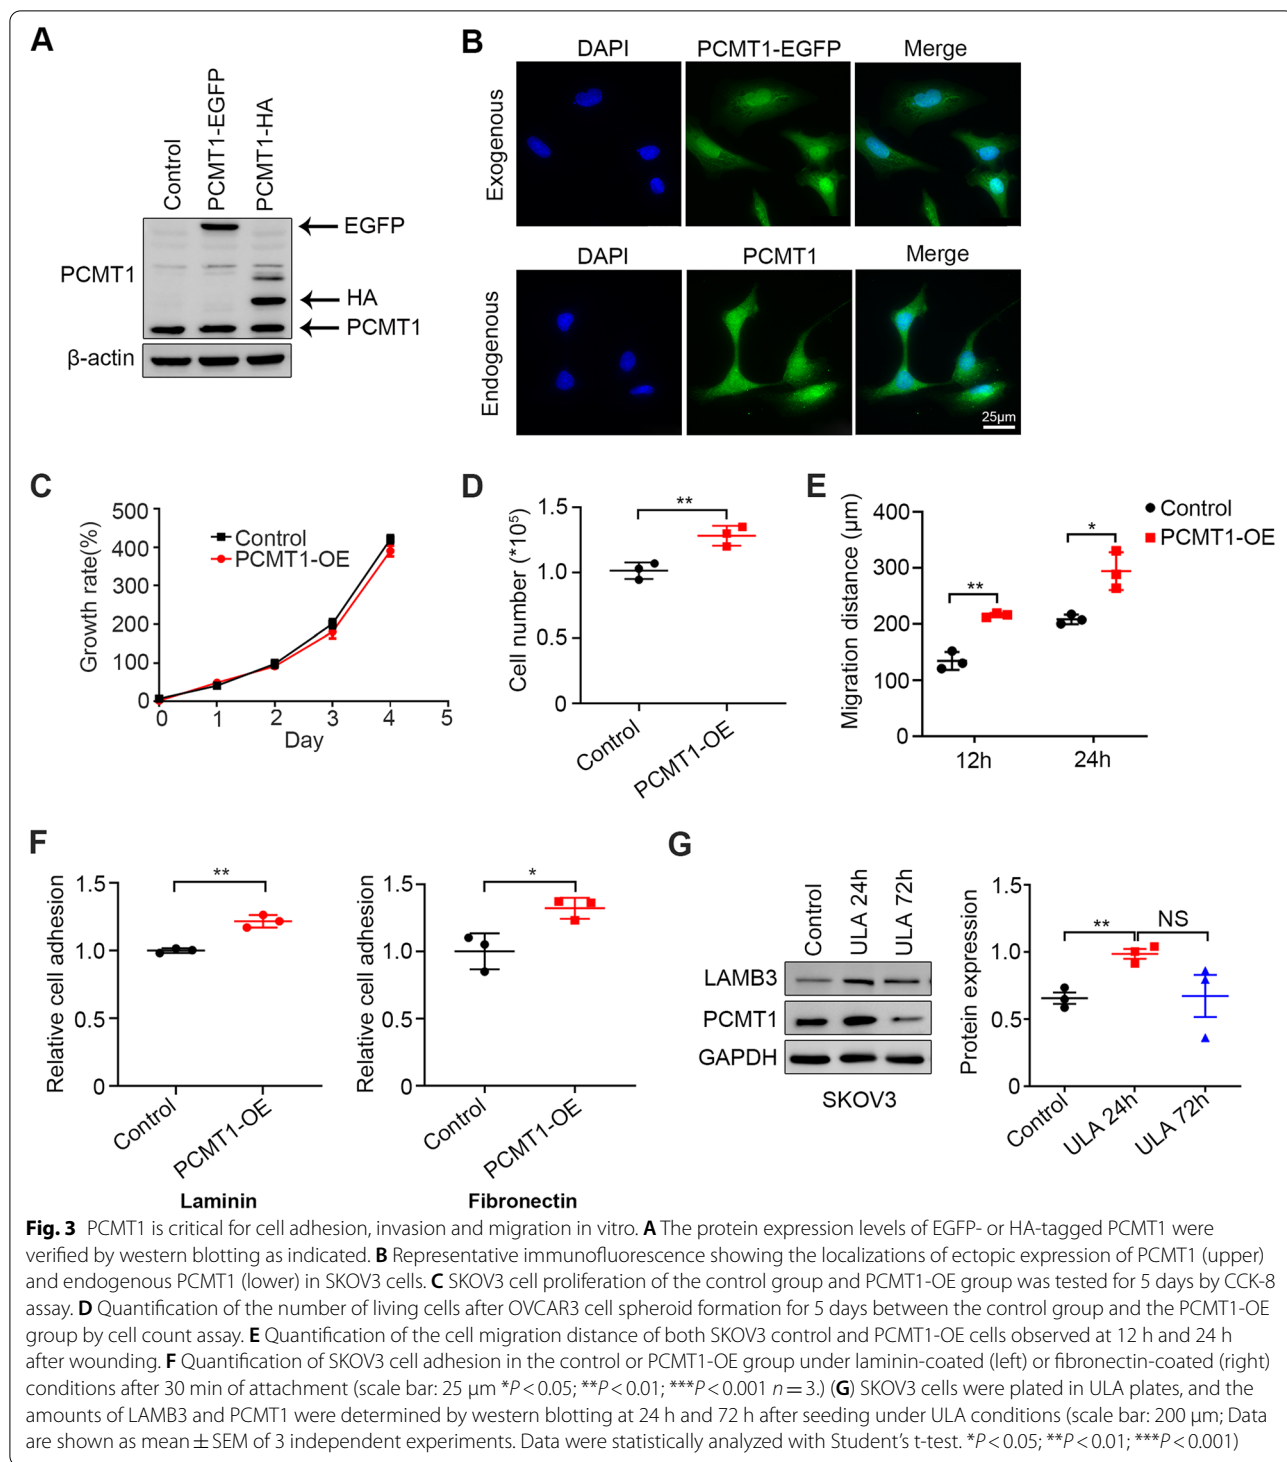 A
Control
PCMT1-EGFP
PCMT1-HA
EGFP
PCMT1
HA
PCMT1
β-actin
B
DAPI PCMT1-EGFP Merge
Exogenous
DAPI PCMT1 Merge
Endogenous
25µm
C
Growth rate(%)
500
400
300
200
100
0
0 1 2 3 4 5
Day
Control
PCMT1-OE
D
Cell number (*10⁵)
1.5
1.0
0.5
0
**
Control
PCMT1-OE
E
Migration distance (µm)
400
300
200
100
0
**
*
12h 24h
Control
PCMT1-OE
F
Relative cell adhesion
1.5
1.0
0.5
0
**
Control
PCMT1-OE
Laminin
Relative cell adhesion
1.5
1.0
0.5
0
*
Control
PCMT1-OE
Fibronectin
G
Control
ULA 24h
ULA 72h
LAMB3
PCMT1
GAPDH
SKOV3
Protein expression
1.5
1.0
0.5
0
** NS
Control
ULA 24h
ULA 72h
Fig. 3 PCMT1 is critical for cell adhesion, invasion and migration in vitro. A The protein expression levels of EGFP- or HA-tagged PCMT1 were
verified by western blotting as indicated. B Representative immunofluorescence showing the localizations of ectopic expression of PCMT1 (upper)
and endogenous PCMT1 (lower) in SKOV3 cells. C SKOV3 cell proliferation of the control group and PCMT1-OE group was tested for 5 days by CCK-8
assay. D Quantification of the number of living cells after OVCAR3 cell spheroid formation for 5 days between the control group and the PCMT1-OE
group by cell count assay. E Quantification of the cell migration distance of both SKOV3 control and PCMT1-OE cells observed at 12 h and 24 h
after wounding. F Quantification of SKOV3 cell adhesion in the control or PCMT1-OE group under laminin-coated (left) or fibronectin-coated (right)
conditions after 30 min of attachment (scale bar: 25 µm *P < 0.05; **P < 0.01; ***P < 0.001 n = 3.) (G) SKOV3 cells were plated in ULA plates, and the
amounts of LAMB3 and PCMT1 were determined by western blotting at 24 h and 72 h after seeding under ULA conditions (scale bar: 200 µm; Data
are shown as mean ± SEM of 3 independent experiments. Data were statistically analyzed with Student's t-test. *P < 0.05; **P < 0.01; ***P < 0.001)